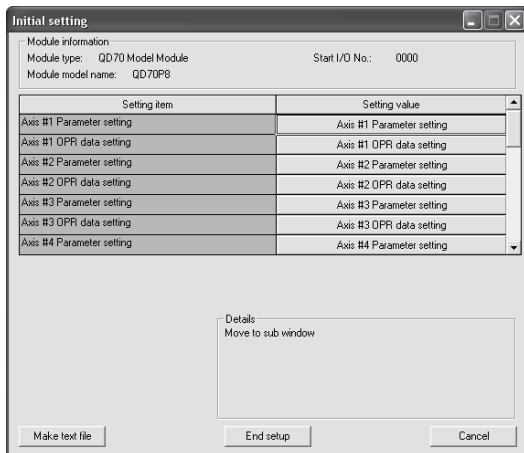 Initial setting
Module information
Module type: QD70 Model Module Start I/O No.: 0000
Module model name: QD70P8
Setting item Setting value
Axis #1 Parameter setting Axis #1 Parameter setting
Axis #1 OPR data setting Axis #1 OPR data setting
Axis #2 Parameter setting Axis #2 Parameter setting
Axis #2 OPR data setting Axis #2 OPR data setting
Axis #3 Parameter setting Axis #3 Parameter setting
Axis #3 OPR data setting Axis #3 OPR data setting
Axis #4 Parameter setting Axis #4 Parameter setting
Details
Move to sub window
Make text file End setup Cancel